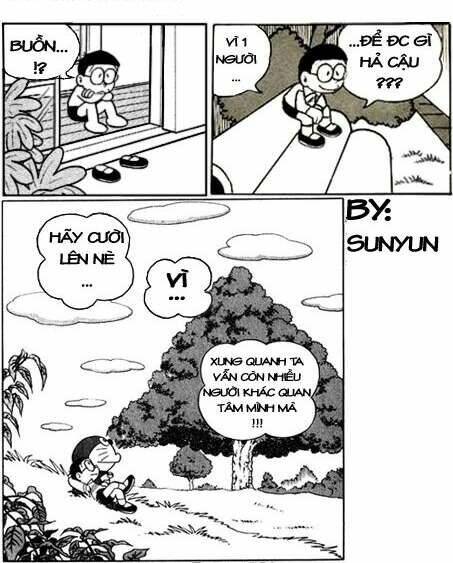 BUỒN...
!?
VÌ 1
NGƯỜI
...
...ĐỂ ĐC GÌ
HẢ CẬU
???
BY:
SUNYUN
HÃY CƯỜI
LÊN NÈ
...
VÌ
...
XUNG QUANH TA
VẪN CÒN NHIỀU
NGƯỜI KHÁC QUAN
TÂM MÌNH MÀ
!!!